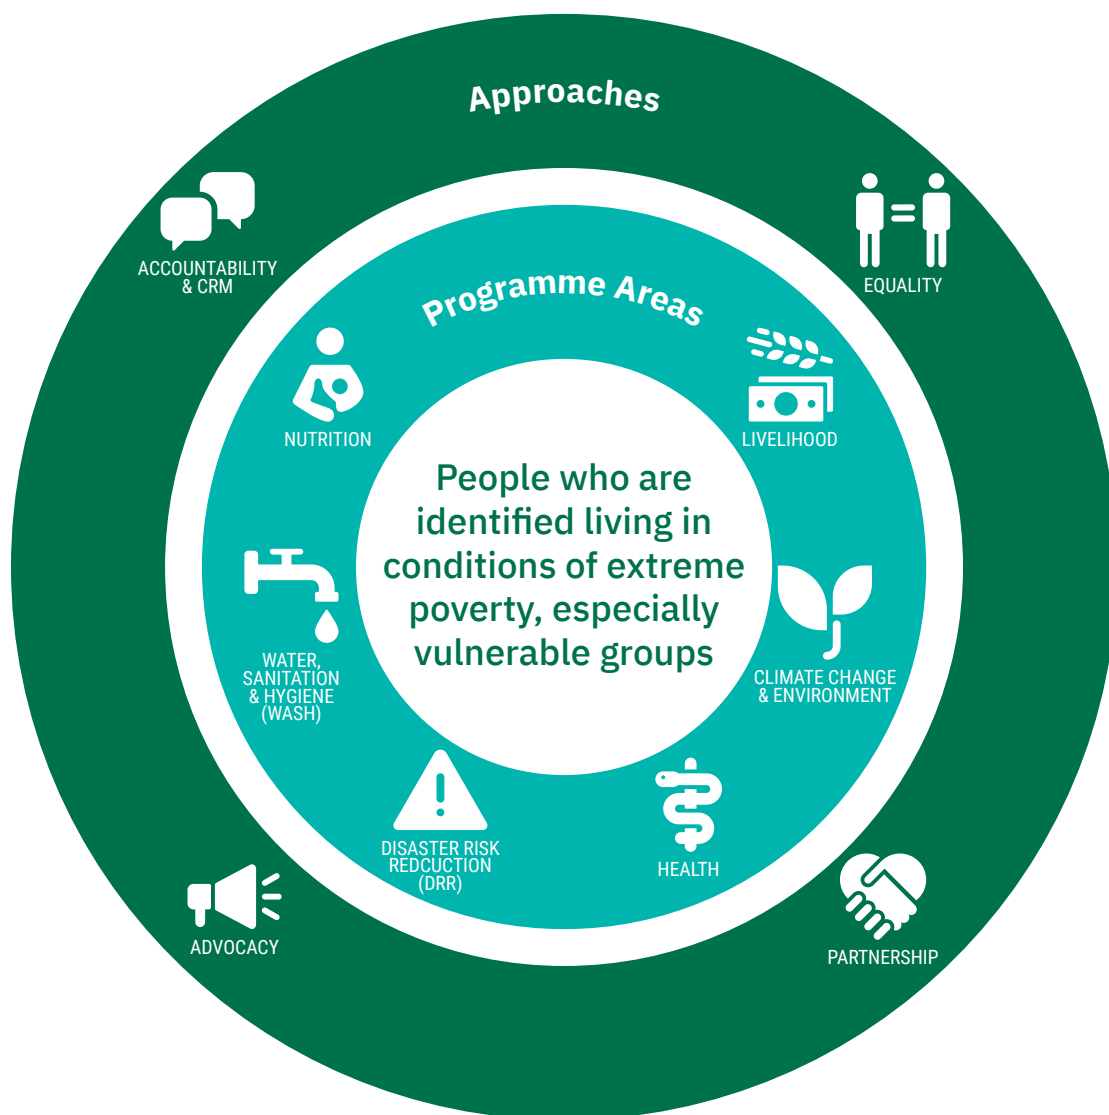 Approaches
ACCOUNTABILITY
& CRM
EQUALITY
Programme Areas
NUTRITION
LIVELIHOOD
People who are
identified living in
conditions of extreme
poverty, especially
vulnerable groups
WATER,
SANITATION
& HYGIENE
(WASH)
CLIMATE CHANGE
& ENVIRONMENT
DISASTER RISK
REDCUCTION
(DRR)
HEALTH
ADVOCACY
PARTNERSHIP